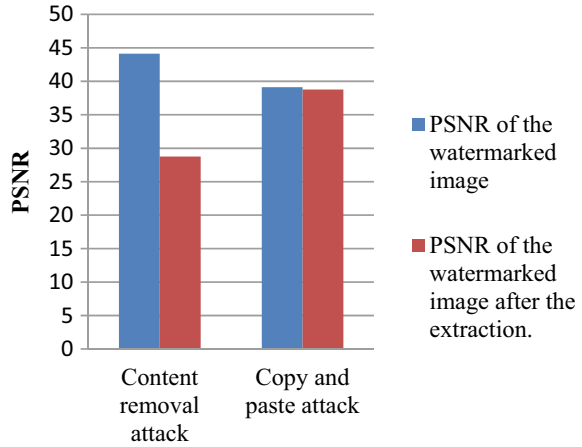 50
45
40
35
30
25
20
15
10
5
0
PSNR
Content
removal
attack
Copy and
paste attack
PSNR of the
watermarked
image
PSNR of the
watermarked
image after the
extraction.